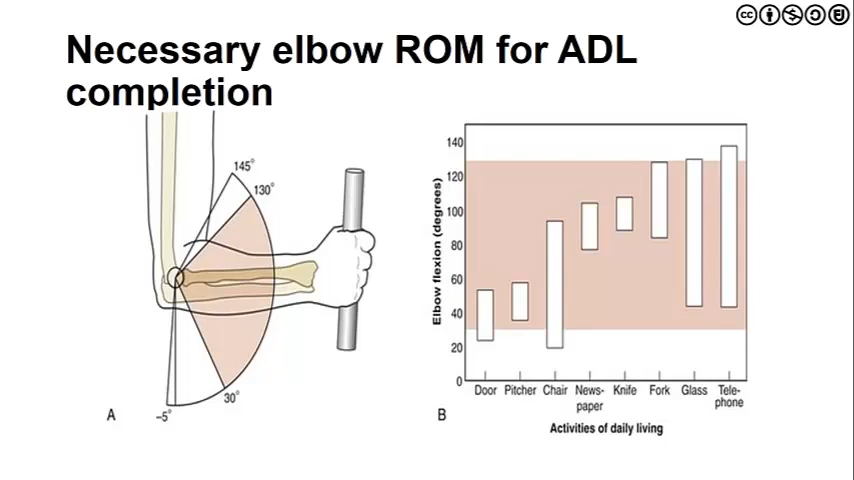 Necessary elbow ROM for ADL
completion
145°
130°
30°
–5°
A
Elbow flexion (degrees)
140
120
100
80
60
40
20
0
Door Pitcher Chair News- Knife Fork Glass Tele-
paper phone
B
Activities of daily living
cc